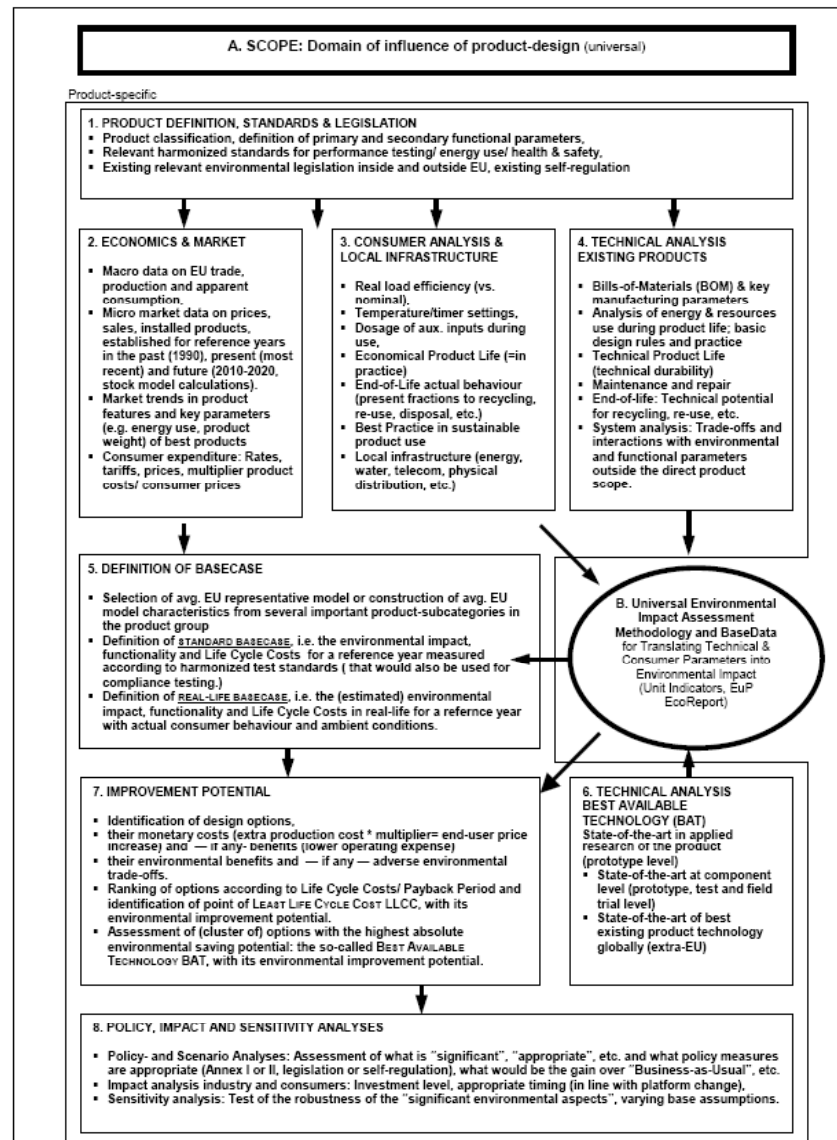 A. SCOPE: Domain of influence of product-design (universal)
Product-specific
1. PRODUCT DEFINITION, STANDARDS & LEGISLATION
▪ Product classification, definition of primary and secondary functional parameters,
▪ Relevant harmonized standards for performance testing/ energy use/ health & safety,
▪ Existing relevant environmental legislation inside and outside EU, existing self-regulation
2. ECONOMICS & MARKET
▪ Macro data on EU trade,
production and apparent
consumption,
▪ Micro market data on prices,
sales, installed products,
established for reference years
in the past (1990), present (most
recent) and future (2010-2020,
stock model calculations).
▪ Market trends in product
features and key parameters
(e.g. energy use, product
weight) of best products
▪ Consumer expenditure: Rates,
tariffs, prices, multiplier product
costs/ consumer prices
3. CONSUMER ANALYSIS &
LOCAL INFRASTRUCTURE
▪ Real load efficiency (vs.
nominal),
▪ Temperature/timer settings,
▪ Dosage of aux. inputs during
use,
▪ Economical Product Life (=in
practice)
▪ End-of-Life actual behaviour
(present fractions to recycling,
re-use, disposal, etc.)
▪ Best Practice in sustainable
product use
▪ Local infrastructure (energy,
water, telecom, physical
distribution, etc.)
4. TECHNICAL ANALYSIS
EXISTING PRODUCTS
▪ Bills-of-Materials (BOM) & key
manufacturing parameters
▪ Analysis of energy & resources
use during product life; basic
design rules and practice
▪ Technical Product Life
(technical durability)
▪ Maintenance and repair
▪ End-of-life: Technical potential
for recycling, re-use, etc.
▪ System analysis: Trade-offs and
interactions with environmental
and functional parameters
outside the direct product
scope.
5. DEFINITION OF BASECASE
▪ Selection of avg. EU representative model or construction of avg. EU
model characteristics from several important product-subcategories in
the product group
▪ Definition of STANDARD BASECASE, i.e. the environmental impact,
functionality and Life Cycle Costs for a reference year measured
according to harmonized test standards ( that would also be used for
compliance testing.)
▪ Definition of REAL-LIFE BASECASE, i.e. the (estimated) environmental
impact, functionality and Life Cycle Costs in real-life for a refernce year
with actual consumer behaviour and ambient conditions.
B. Universal Environmental
Impact Assessment
Methodology and BaseData
for Translating Technical &
Consumer Parameters into
Environmental Impact
(Unit Indicators, EuP
EcoReport)
7. IMPROVEMENT POTENTIAL
▪ Identification of design options,
▪ their monetary costs (extra production cost * multiplier= end-user price
increase) and — if any- benefits (lower operating expense)
▪ their environmental benefits and — if any — adverse environmental
trade-offs.
▪ Ranking of options according to Life Cycle Costs/ Payback Period and
identification of point of LEAST LIFE CYCLE COST LLCC, with its
environmental improvement potential.
▪ Assessment of (cluster of) options with the highest absolute
environmental saving potential: the so-called BEST AVAILABLE
TECHNOLOGY BAT, with its environmental improvement potential.
6. TECHNICAL ANALYSIS
BEST AVAILABLE
TECHNOLOGY (BAT)
State-of-the-art in applied
research of the product
(prototype level)
▪ State-of-the-art at component
level (prototype, test and field
trial level)
▪ State-of-the-art of best
existing product technology
globally (extra-EU)
8. POLICY, IMPACT AND SENSITIVITY ANALYSES
▪ Policy- and Scenario Analyses: Assessment of what is "significant", "appropriate", etc. and what policy measures
are appropriate (Annex I or II, legislation or self-regulation), what would be the gain over "Business-as-Usual", etc.
▪ Impact analysis industry and consumers: Investment level, appropriate timing (in line with platform change),
▪ Sensitivity analysis: Test of the robustness of the "significant environmental aspects", varying base assumptions.